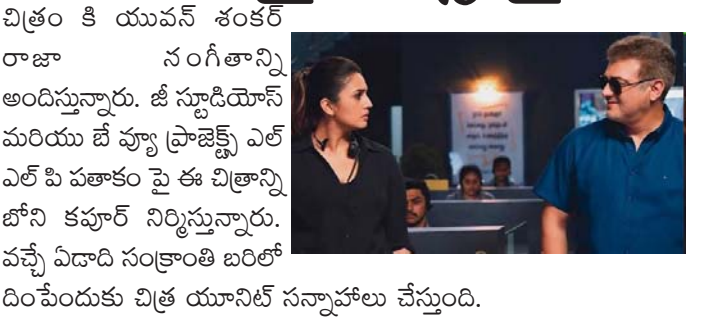 చిత్రం కి యువన్ శంకర్
రాజా సంగీతాన్ని
అందిస్తున్నారు. జీ స్టూడియోస్
మరియు బే వ్యూ ప్రాజెక్ట్స్ ఎల్
ఎల్ పి పతాకం పై ఈ చిత్రాన్ని
బోని కపూర్ నిర్మిస్తున్నారు.
వచ్చే ఏడాది సంక్రాంతి బరిలో
దింపేందుకు చిత్ర యూనిట్ సన్నాహాలు చేస్తుంది.